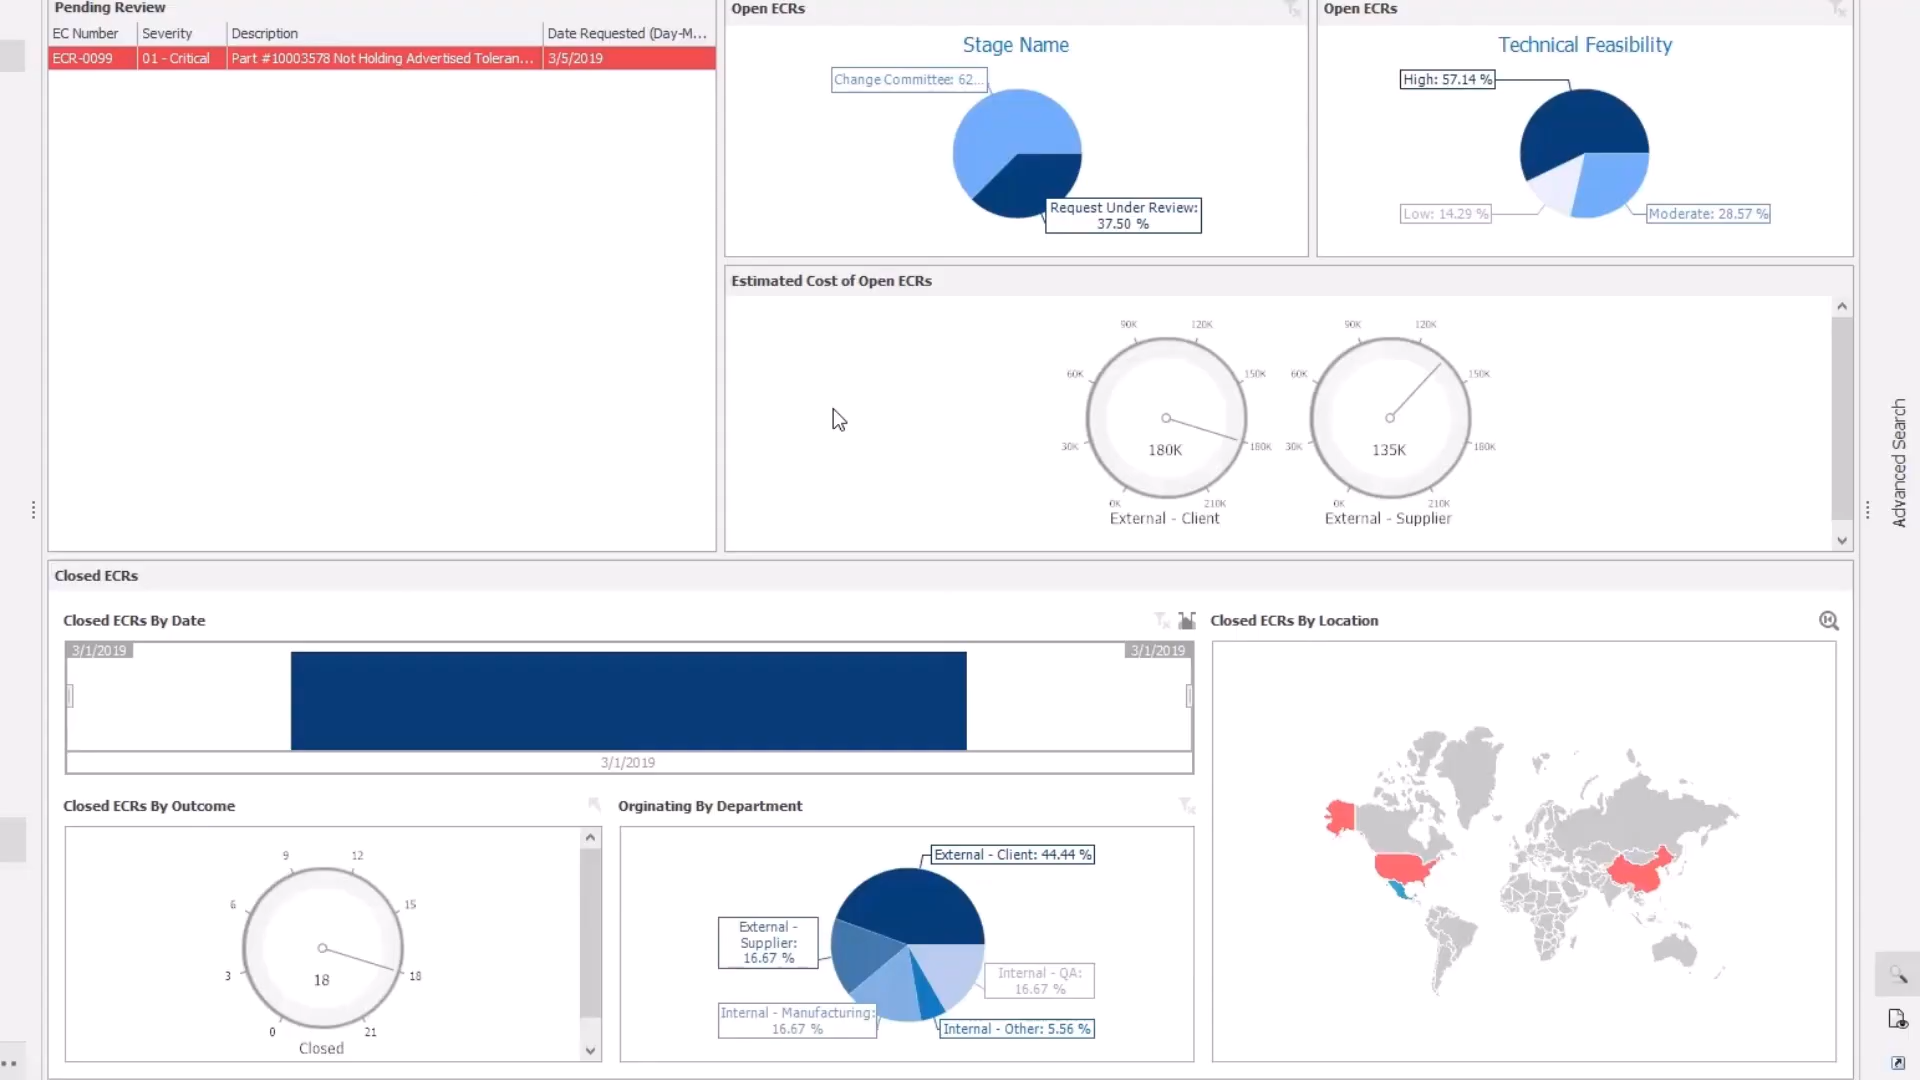 Pending Review
EC Number
Severity
Description
Date Requested (Day-M...
ECR-0099
01 - Critical
Part #10003578 Not Holding Advertised Toleran...
3/5/2019
Open ECRs
Stage Name
Change Committee: 62...
Request Under Review:
37.50 %
Open ECRs
Technical Feasibility
High: 57.14 %
Low: 14.29 %
Moderate: 28.57 %
Estimated Cost of Open ECRs
90K
120K
60K
150K
30K
180K
180K
0K
210K
External - Client
90K
120K
60K
150K
30K
180K
135K
0K
210K
External - Supplier
Advanced Search
Closed ECRs
Closed ECRs By Date
3/1/2019
3/1/2019
3/1/2019
Closed ECRs By Location
Closed ECRs By Outcome
9
12
6
15
3
18
18
0
21
Closed
Orginating By Department
External - Client: 44.44 %
External -
Supplier:
16.67 %
Internal - QA:
16.67 %
Internal - Manufacturing:
16.67 %
Internal - Other: 5.56 %